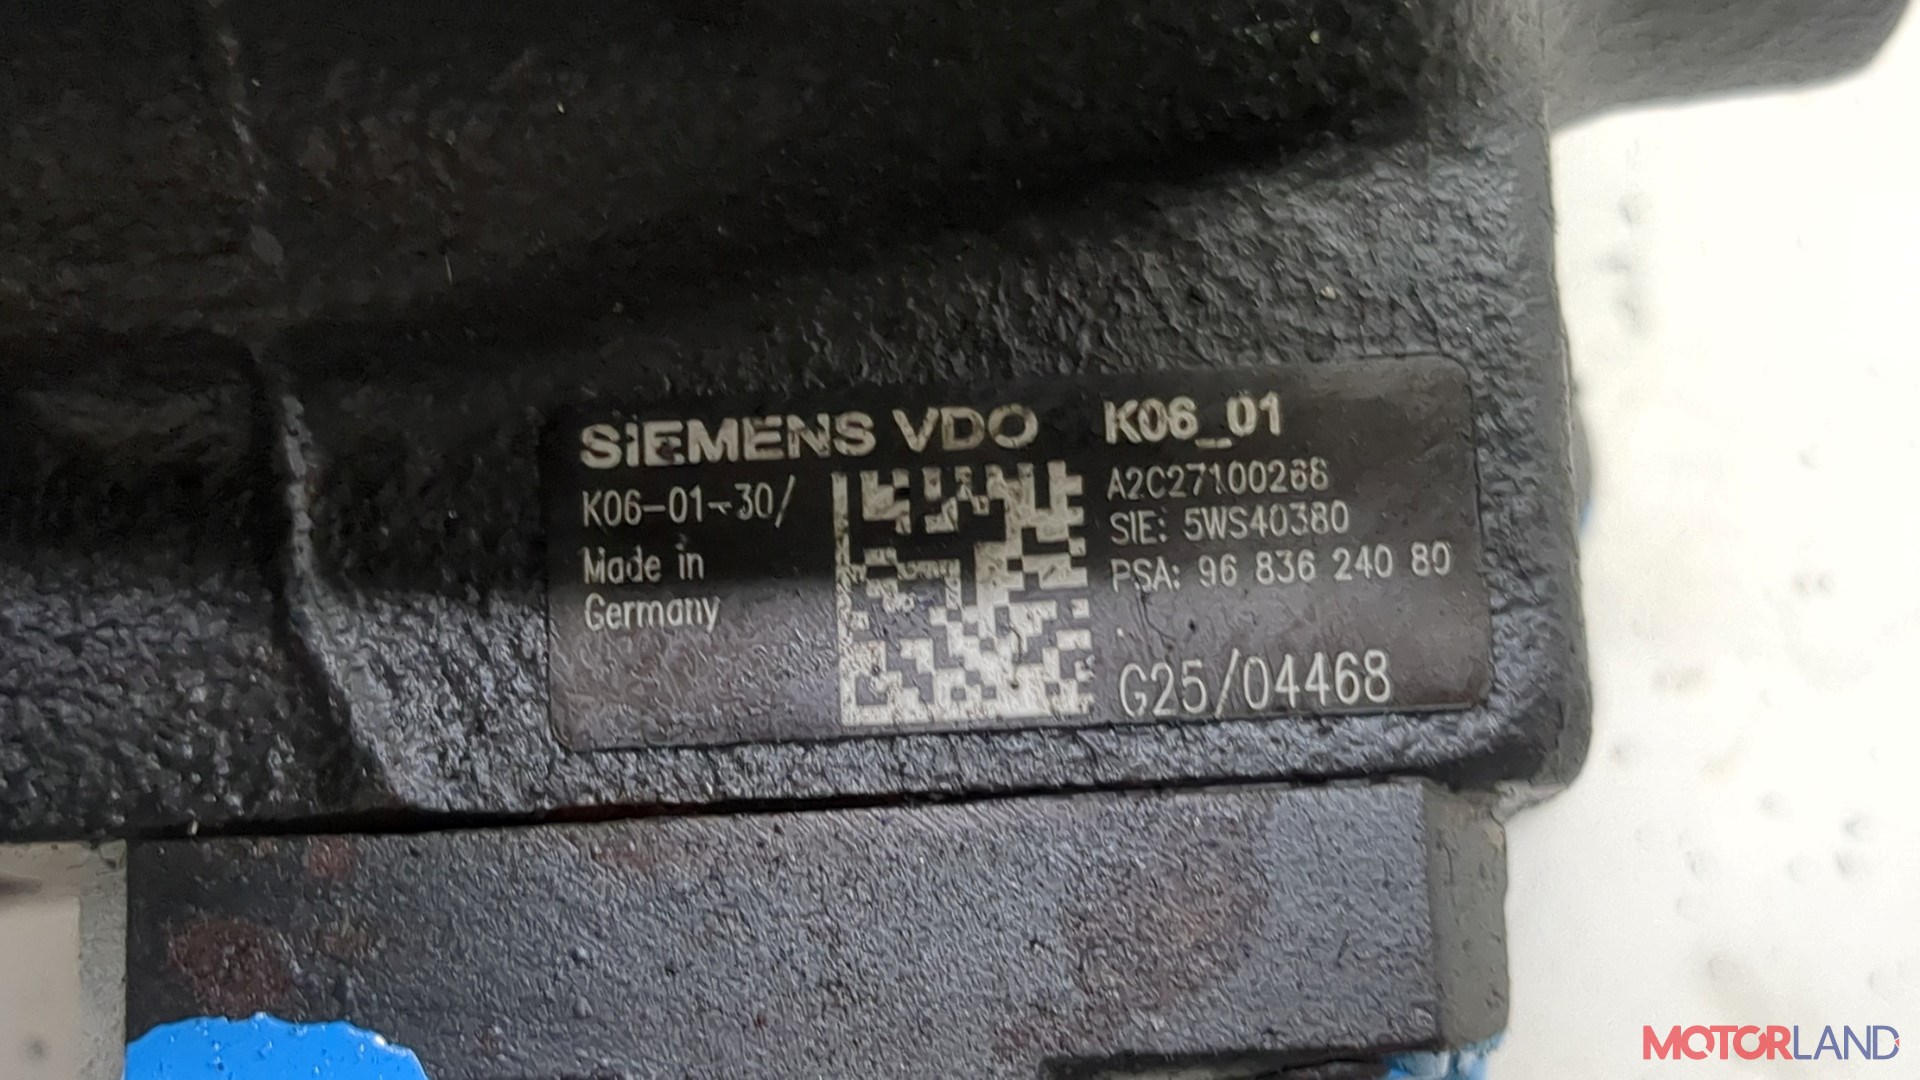 SIEMENS VDO K06_01
K06-01-30/
Made in
Germany
A2C27100268
SIE: 5WS40380
PSA: 96 836 240 80
G25/04468
MOTORLAND